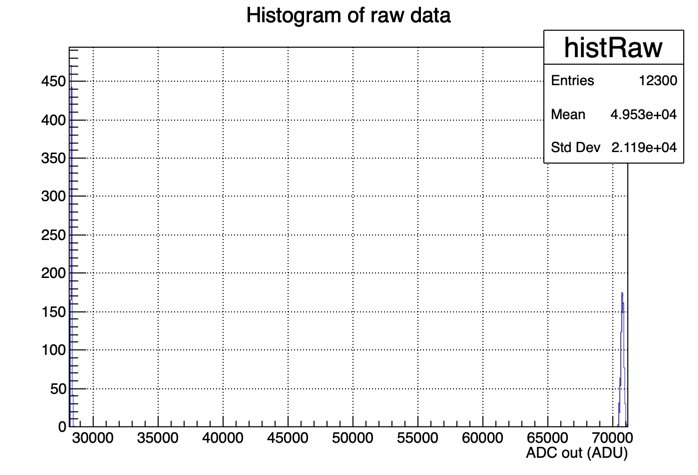 Histogram of raw data
histRaw
Entries 12300
Mean 4.953e+04
Std Dev 2.119e+04
450
400
350
300
250
200
150
100
50
0
30000 35000 40000 45000 50000 55000 60000 65000 70000
ADC out (ADU)